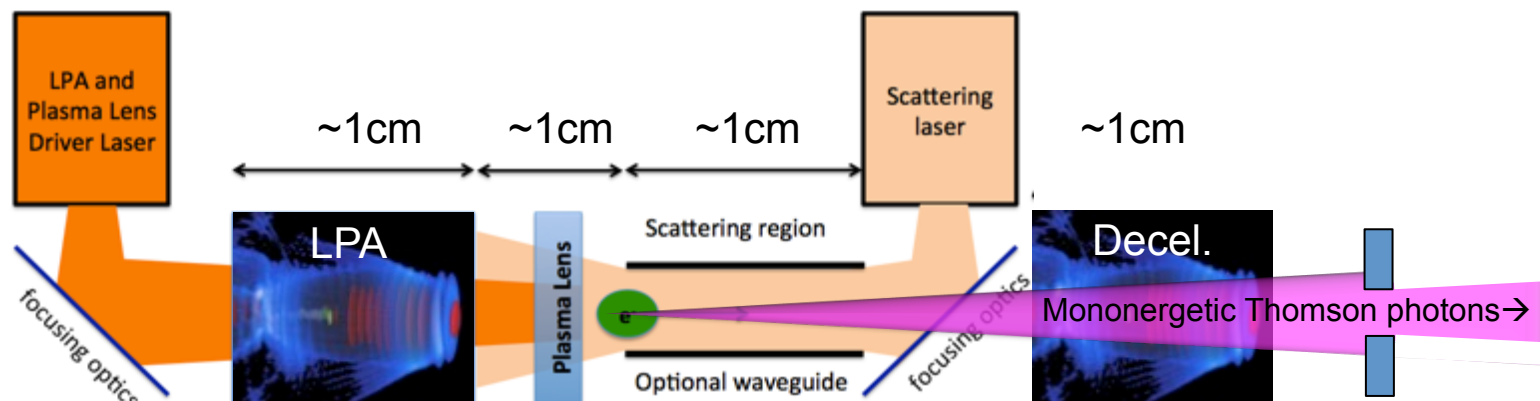 LPA and
Plasma Lens
Driver Laser
~1cm
~1cm
~1cm
Scattering
laser
~1cm
LPA
Plasma Lens
Scattering region
Decel.
focusing optics
e-
Mononergetic Thomson photons→
Optional waveguide
focusing optics